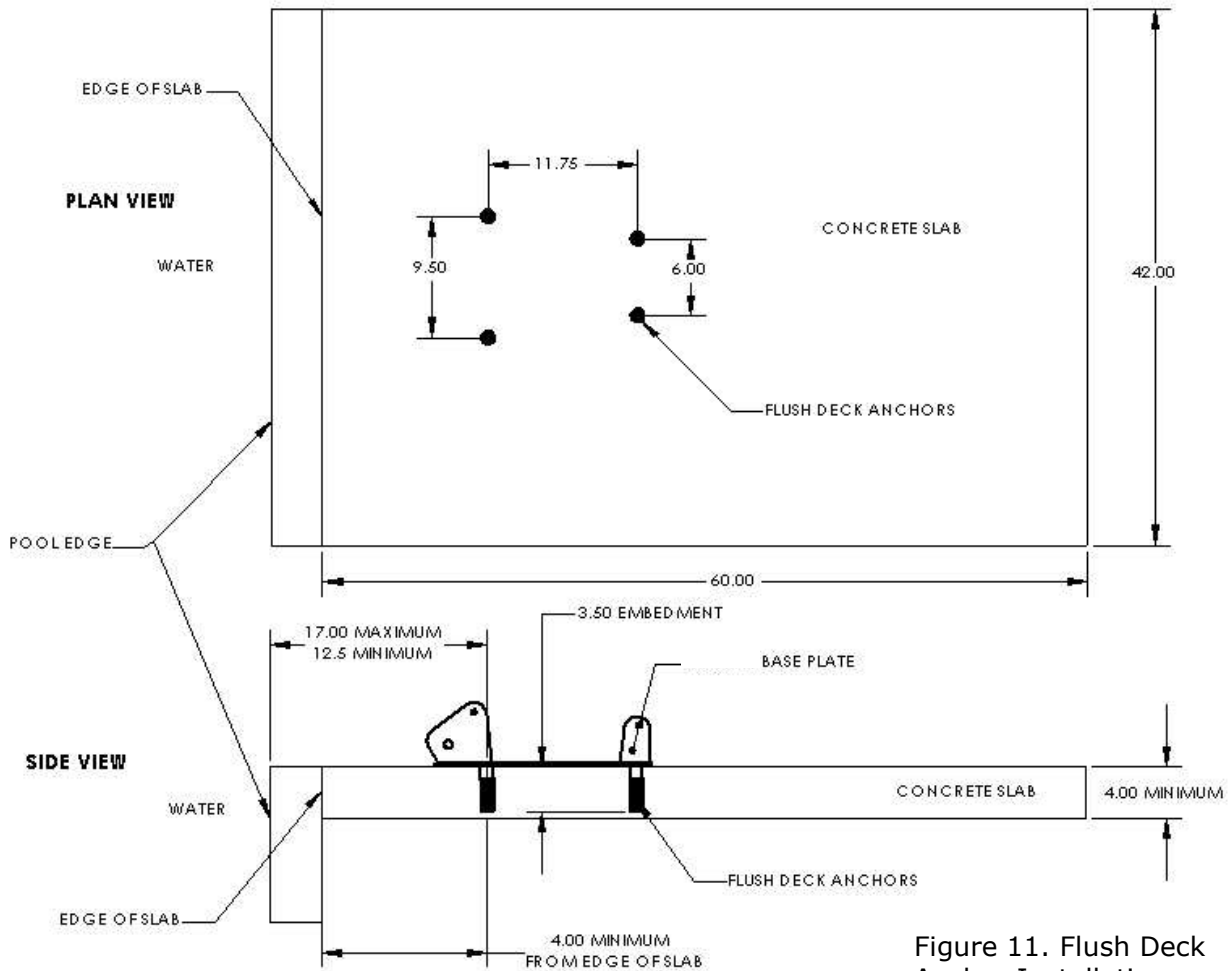 EDGE OF SLAB
11.75
PLAN VIEW
CONCRETE SLAB
WATER
9.50
6.00
42.00
FLUSH DECK ANCHORS
POOL EDGE
60.00
3.50 EMBEDMENT
17.00 MAXIMUM
12.5 MINIMUM
BASE PLATE
SIDE VIEW
CONCRETE SLAB
4.00 MINIMUM
WATER
FLUSH DECK ANCHORS
EDGE OF SLAB
4.00 MINIMUM
FROM EDGE OF SLAB
Figure 11. Flush Deck